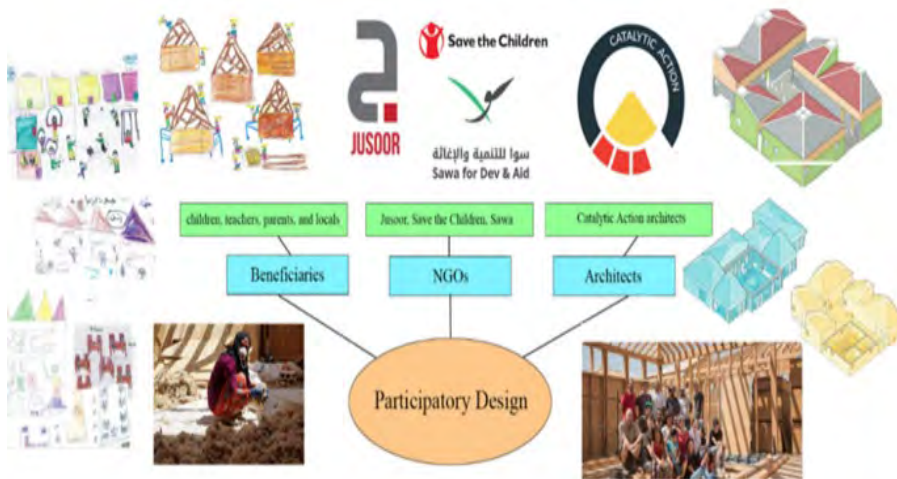 JUSOOR
Save the Children
سوا للتنمية والإغاثة
Sawa for Dev & Aid
CATALYTIC ACTION
children, teachers, parents, and locals
Jusoor, Save the Children, Sawa
Catalytic Action architects
Beneficiaries
NGOs
Architects
Participatory Design